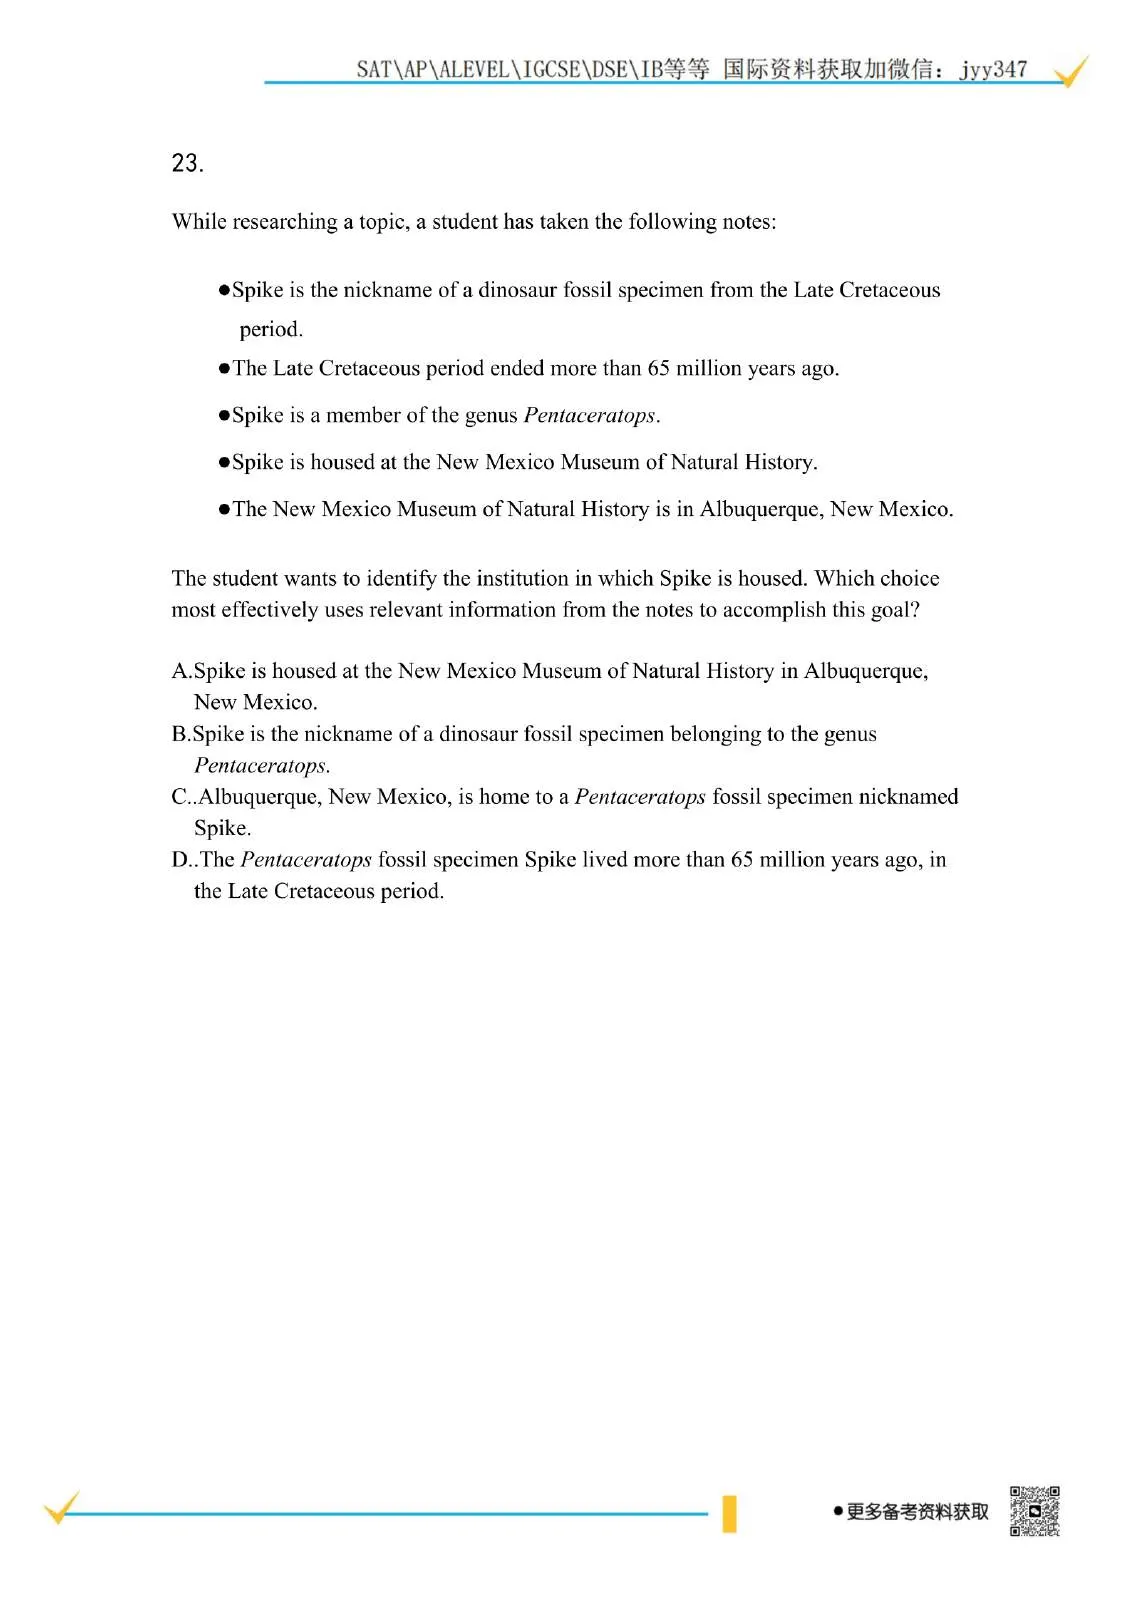 SAT\AP\ALEVEL\IGCSE\DSE\IB等等 国际资料获取加微信：jyy347
23.
While researching a topic, a student has taken the following notes:
●Spike is the nickname of a dinosaur fossil specimen from the Late Cretaceous
period.
●The Late Cretaceous period ended more than 65 million years ago.
●Spike is a member of the genus Pentaceratops.
●Spike is housed at the New Mexico Museum of Natural History.
●The New Mexico Museum of Natural History is in Albuquerque, New Mexico.
The student wants to identify the institution in which Spike is housed. Which choice
most effectively uses relevant information from the notes to accomplish this goal?
A.Spike is housed at the New Mexico Museum of Natural History in Albuquerque,
New Mexico.
B.Spike is the nickname of a dinosaur fossil specimen belonging to the genus
Pentaceratops.
C..Albuquerque, New Mexico, is home to a Pentaceratops fossil specimen nicknamed
Spike.
D..The Pentaceratops fossil specimen Spike lived more than 65 million years ago, in
the Late Cretaceous period.
●更多备考资料获取